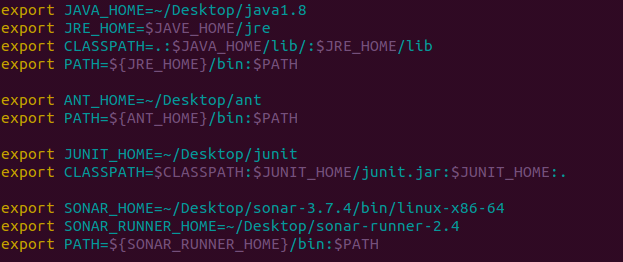 export JAVA_HOME=~/Desktop/java1.8
export JRE_HOME=$JAVE_HOME/jre
export CLASSPATH=.:$JAVA_HOME/lib/:$JRE_HOME/lib
export PATH=${JRE_HOME}/bin:$PATH
export ANT_HOME=~/Desktop/ant
export PATH=${ANT_HOME}/bin:$PATH
export JUNIT_HOME=~/Desktop/junit
export CLASSPATH=$CLASSPATH:$JUNIT_HOME/junit.jar:$JUNIT_HOME:.
export SONAR_HOME=~/Desktop/sonar-3.7.4/bin/linux-x86-64
export SONAR_RUNNER_HOME=~/Desktop/sonar-runner-2.4
export PATH=${SONAR_RUNNER_HOME}/bin:$PATH